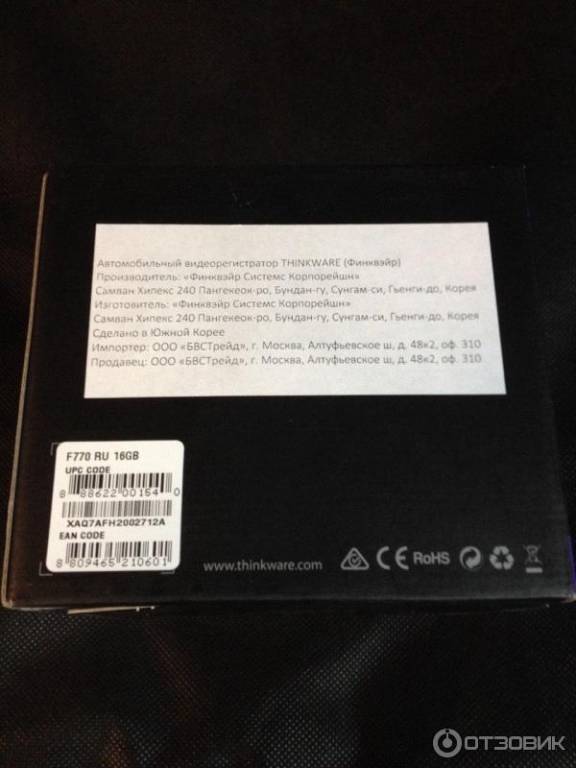 Автомобильный видеорегистратор THINKWARE (Финквэйр)
Производитель: «Финквэйр Системс Корпорейшн»
Самван Хипекс 240 Пангекеок-ро, Бундан-гу, Сунгам-си, Гьенги-до, Корея
Изготовитель: «Финквэйр Системс Корпорейшн»
Самван Хипекс 240 Пангекеок-ро, Бундан-гу, Сунгам-си, Гьенги-до, Корея
Сделано в Южной Корее
Импортер: ООО «БВСТрейд», г. Москва, Алтуфьевское ш, д. 48к2, оф. 310
Продавец: ООО «БВСТрейд», г. Москва, Алтуфьевское ш, д. 48к2, оф. 310
F770 RU 16GB
UPC CODE
8 88622 00154 0
XAQ7AFH2002712A
EAN CODE
8 809465 210601
www.thinkware.com
CE RoHS
ОТЗОВИК